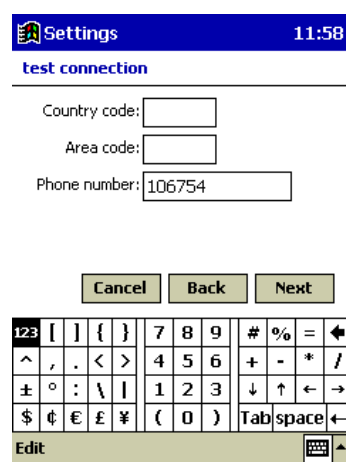 Settings 11:58
test connection
Country code:
Area code:
Phone number: 106754
Cancel Back Next
123 [ ] { } 7 8 9 # % = 🠸
^ , . < > 4 5 6 + - * /
± ° : \ | 1 2 3 ↓ ↑ ← →
$ ¢ € £ ¥ ( 0 ) Tab space ←
Edit